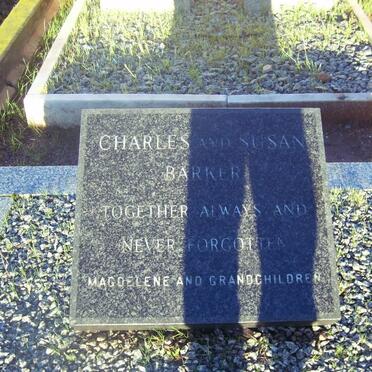 CHARLES AND SUSAN
BARKER
TOGETHER ALWAYS AND
NEVER FORGOTTEN
MAGDELENE AND GRANDCHILDREN